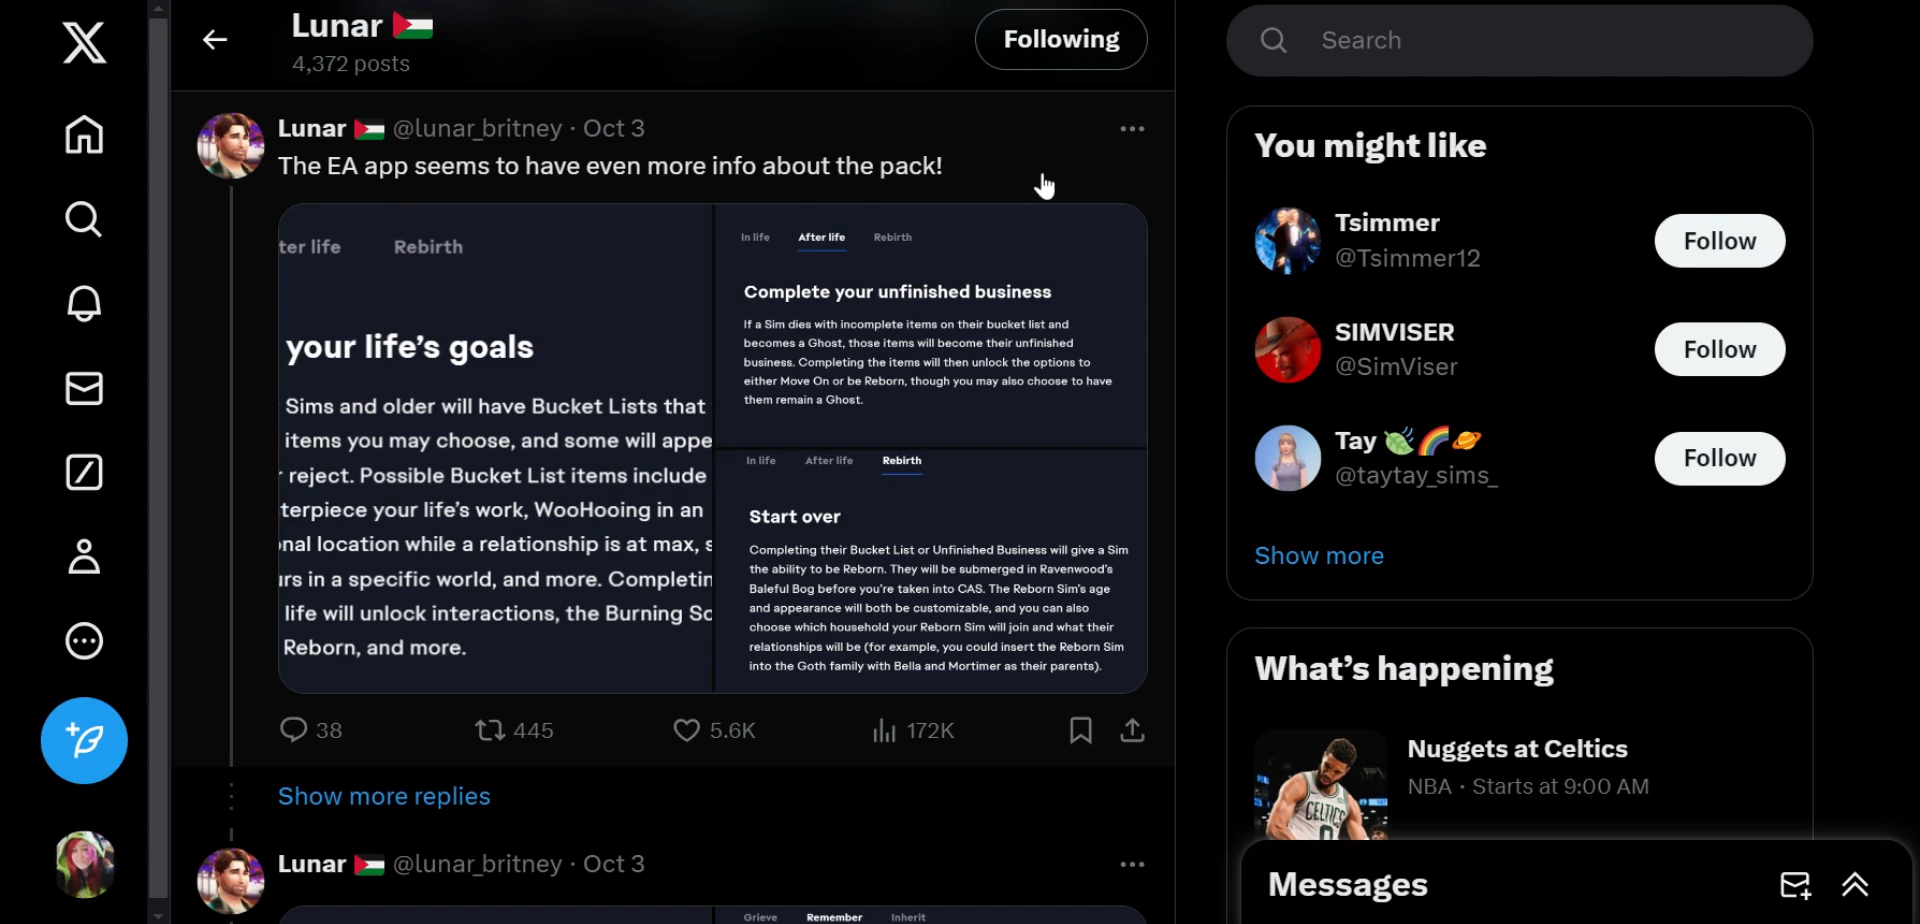 Lunar 🇵🇸
4,372 posts
Following
Lunar 🇵🇸 @lunar_britney · Oct 3
The EA app seems to have even more info about the pack!
ter life Rebirth
your life's goals
Sims and older will have Bucket Lists that
items you may choose, and some will appe
r reject. Possible Bucket List items include
terpiece your life's work, WooHooing in an
nal location while a relationship is at max, s
urs in a specific world, and more. Completin
life will unlock interactions, the Burning So
Reborn, and more.
In life After life Rebirth
Complete your unfinished business
If a Sim dies with incomplete items on their bucket list and
becomes a Ghost, those items will become their unfinished
business. Completing the items will then unlock the options to
either Move On or be Reborn, though you may also choose to have
them remain a Ghost.
In life After life Rebirth
Start over
Completing their Bucket List or Unfinished Business will give a Sim
the ability to be Reborn. They will be submerged in Ravenwood's
Baleful Bog before you're taken into CAS. The Reborn Sim's age
and appearance will both be customizable, and you can also
choose which household your Reborn Sim will join and what their
relationships will be (for example, you could insert the Reborn Sim
into the Goth family with Bella and Mortimer as their parents).
38 445 5.6K 172K
Show more replies
Lunar 🇵🇸 @lunar_britney · Oct 3
Grieve Remember Inherit
Search
You might like
Tsimmer
@Tsimmer12
Follow
SIMVISER
@SimViser
Follow
Tay 🍃🌈🪐
@taytay_sims_
Follow
Show more
What's happening
Nuggets at Celtics
NBA · Starts at 9:00 AM
CELTICS
Messages